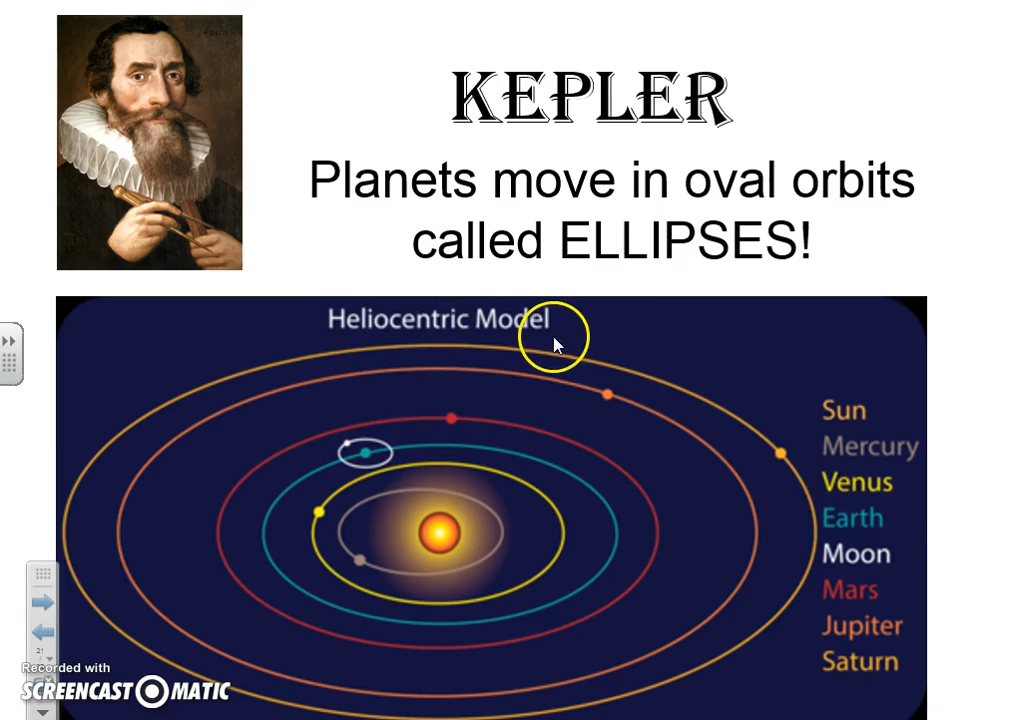 KEPLER
Planets move in oval orbits
called ELLIPSES!
Heliocentric Model
Sun
Mercury
Venus
Earth
Moon
Mars
Jupiter
Saturn
21
Recorded with
SCREENCAST MATIC